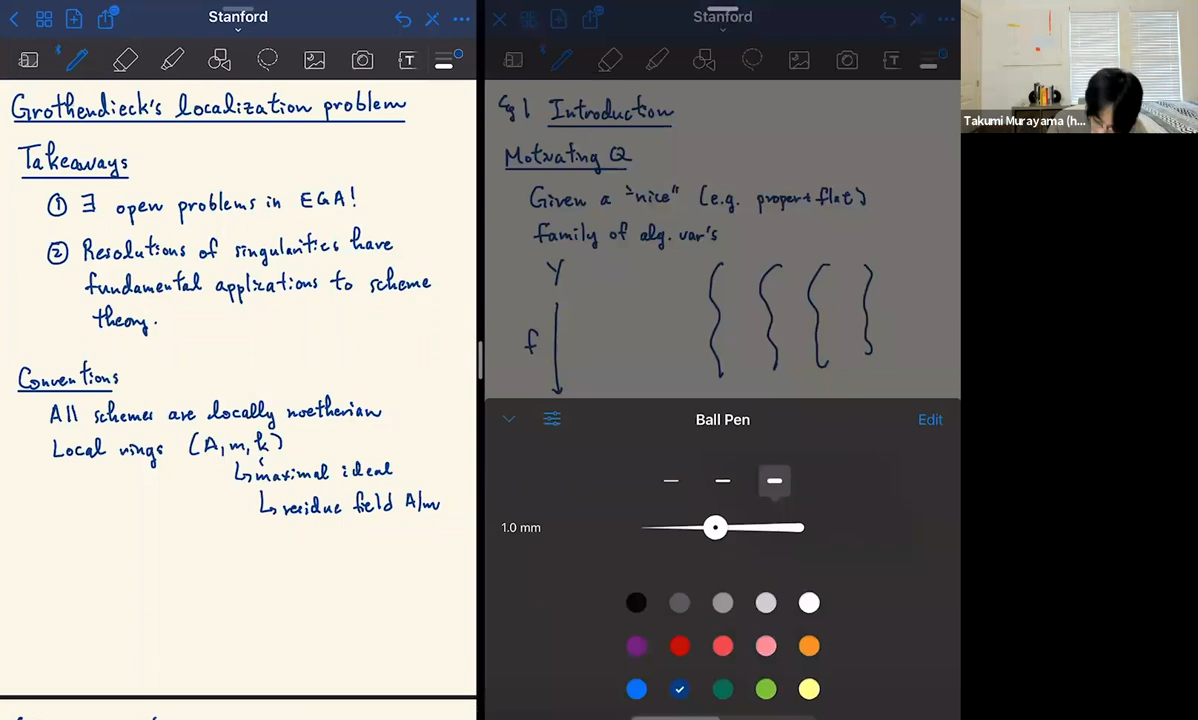 Stanford
Grothendieck's localization problem
Takeaways
① ∃ open problems in EGA!
② Resolutions of singularities have
fundamental applications to scheme
theory.
Conventions
All schemes are locally noetherian
Local rings (A, m, k)
↳ maximal ideal
↳ residue field A/m
Stanford
§1 Introduction
Motivating Q
Given a "nice" (e.g. proper + flat)
family of alg. var's
Y
f
Ball Pen
Edit
1.0 mm
Takumi Murayama (h...